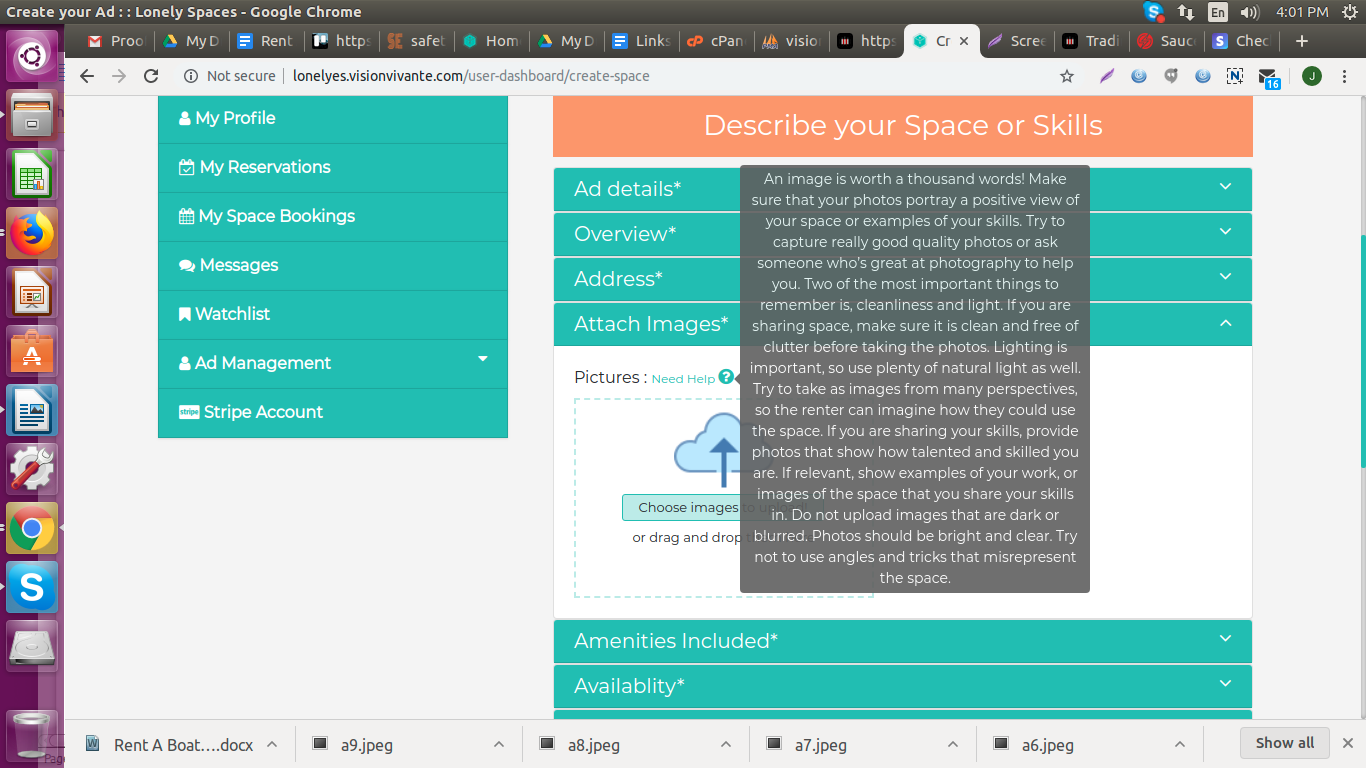 Create your Ad : : Lonely Spaces - Google Chrome
En
4:01 PM
Proo
My D
Rent
https
safet
Hom
My D
Links
cPan
vision
https
Cr
Scree
Tradi
Sauc
Chec
Not secure
lonelyes.visionvivante.com/user-dashboard/create-space
16
J
My Profile
My Reservations
My Space Bookings
Messages
Watchlist
Ad Management
stripe Stripe Account
Describe your Space or Skills
Ad details*
Overview*
Address*
Attach Images*
Pictures : Need Help ?
Choose images to upload
or drag and drop
An image is worth a thousand words! Make
sure that your photos portray a positive view of
your space or examples of your skills. Try to
capture really good quality photos or ask
someone who's great at photography to help
you. Two of the most important things to
remember is, cleanliness and light. If you are
sharing space, make sure it is clean and free of
clutter before taking the photos. Lighting is
important, so use plenty of natural light as well.
Try to take as images from many perspectives,
so the renter can imagine how they could use
the space. If you are sharing your skills, provide
photos that show how talented and skilled you
are. If relevant, show examples of your work, or
images of the space that you share your skills
in. Do not upload images that are dark or
blurred. Photos should be bright and clear. Try
not to use angles and tricks that misrepresent
the space.
Amenities Included*
Availablity*
Rent A Boat....docx
a9.jpeg
a8.jpeg
a7.jpeg
a6.jpeg
Show all